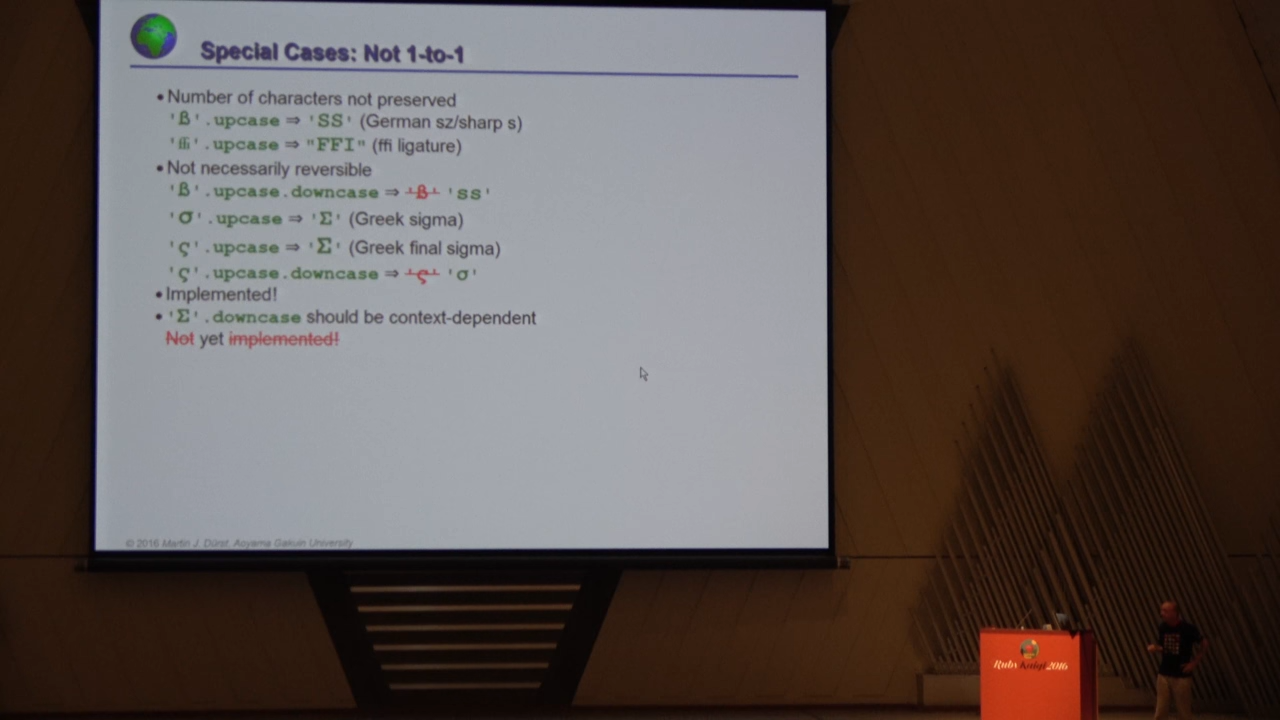 Special Cases: Not 1-to-1
• Number of characters not preserved
'ß'.upcase ⇒ 'SS' (German sz/sharp s)
'ﬃ'.upcase ⇒ "FFI" (ffi ligature)
• Not necessarily reversible
'ß'.upcase.downcase ⇒ 'ß' 'ss'
'σ'.upcase ⇒ 'Σ' (Greek sigma)
'ς'.upcase ⇒ 'Σ' (Greek final sigma)
'ς'.upcase.downcase ⇒ 'ς' 'σ'
• Implemented!
• 'Σ'.downcase should be context-dependent
Not yet implemented!
© 2016 Martin J. Dürst, Aoyama Gakuin University
Ruby Kaigi 2016